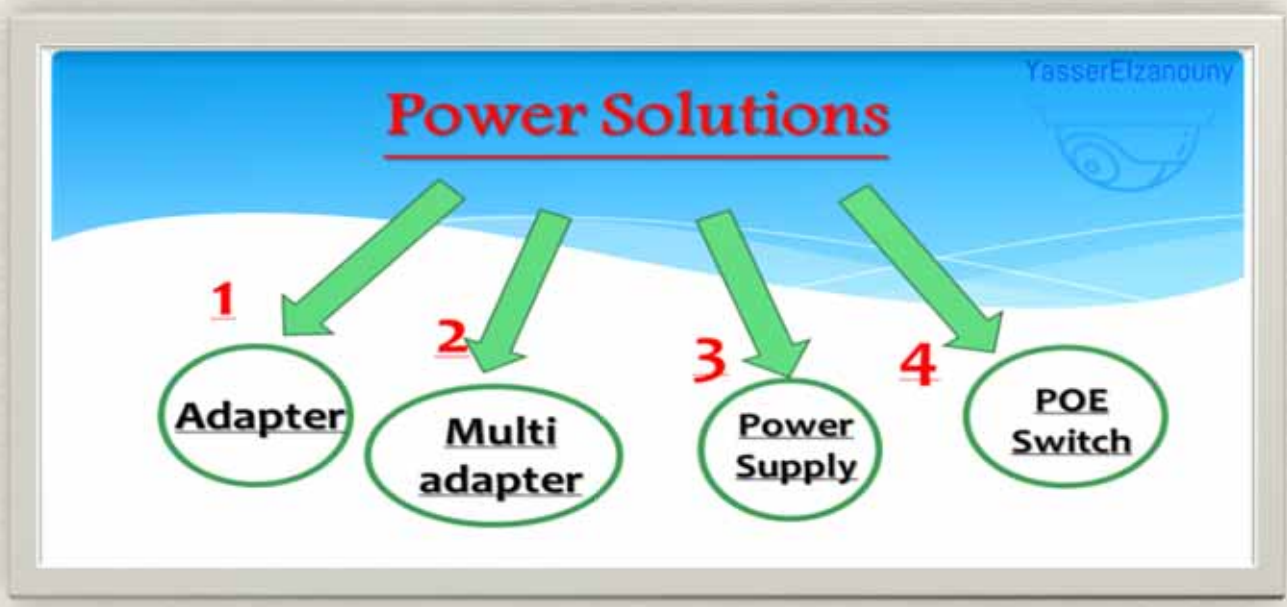 YasserElzanouny
Power Solutions
1
Adapter
2
Multi
adapter
3
Power
Supply
4
POE
Switch